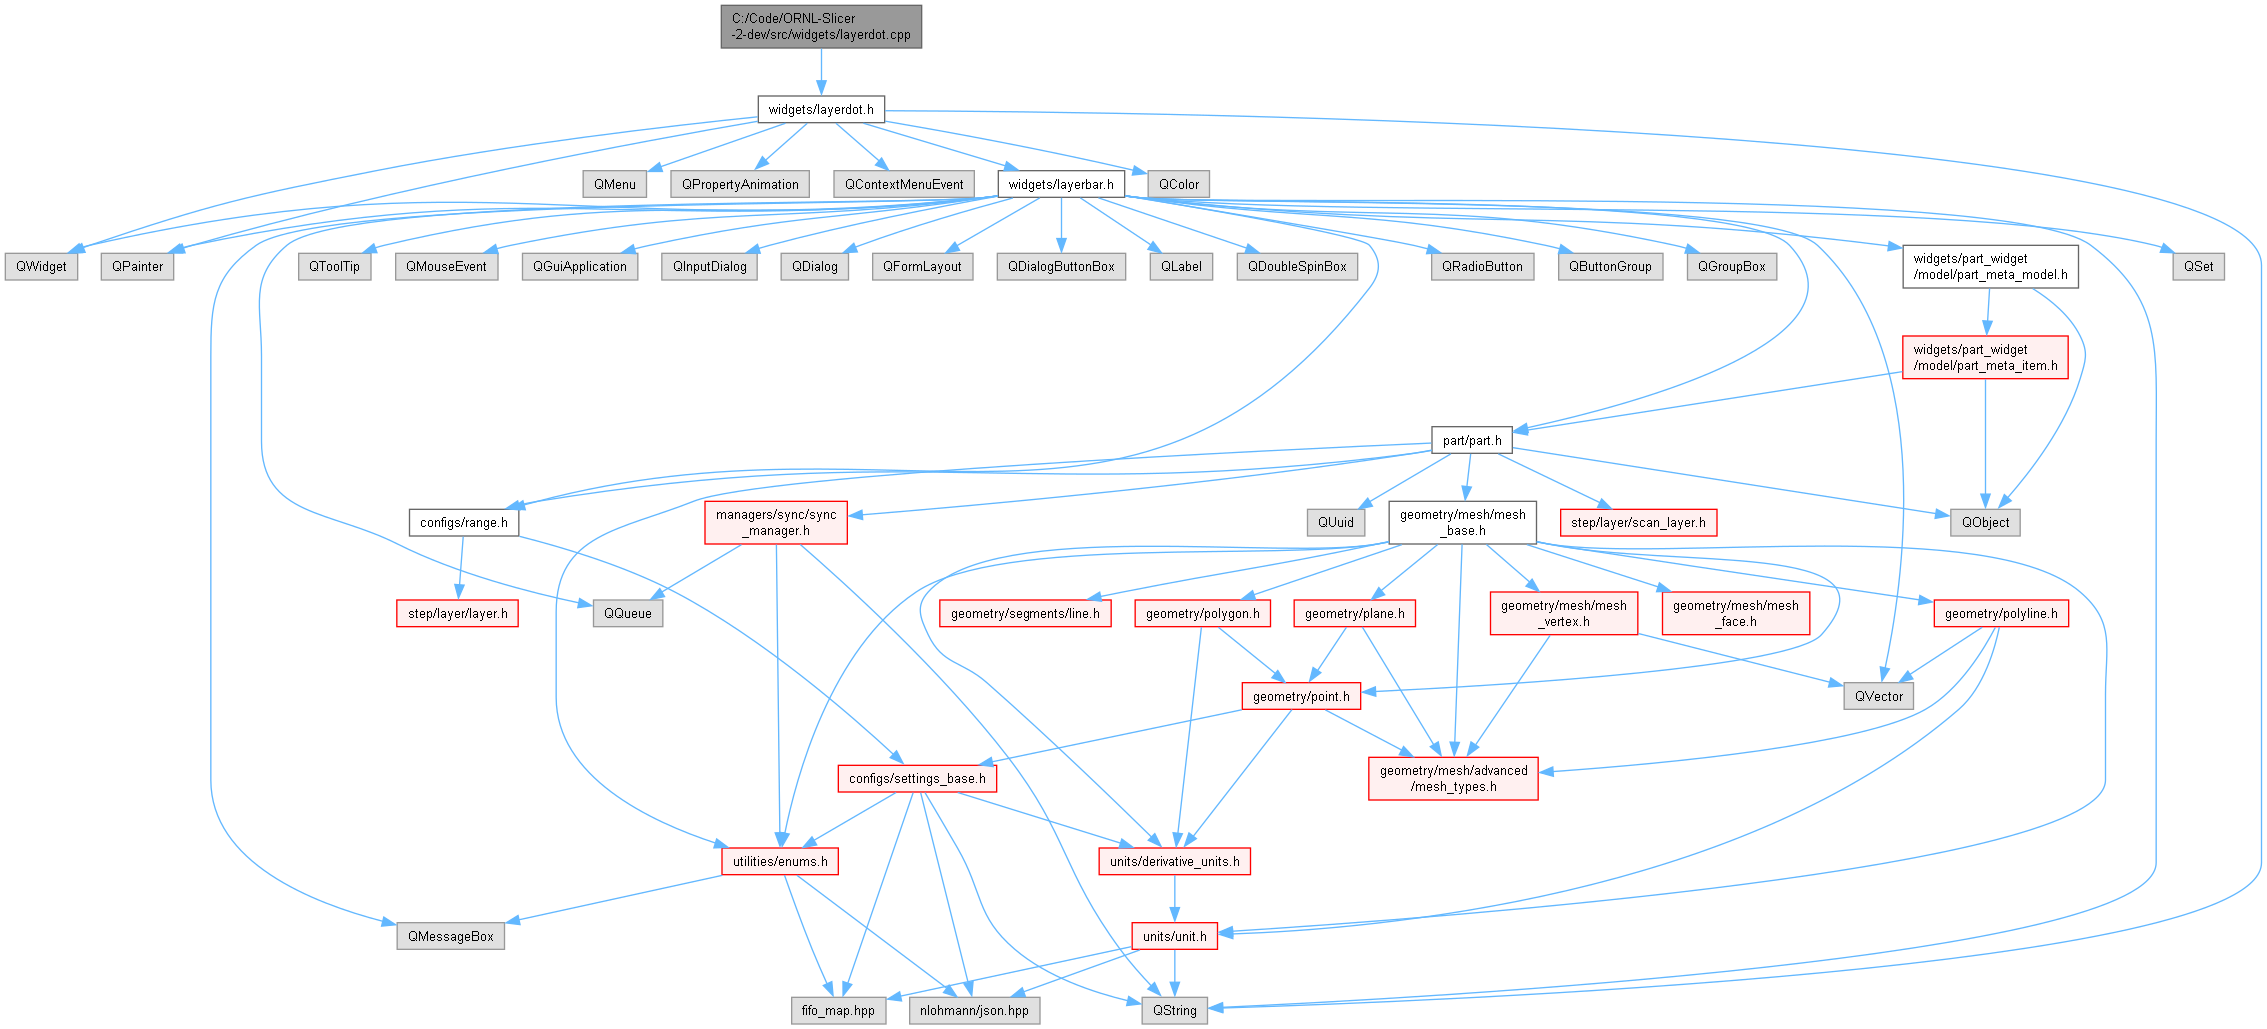 C:/Code/ORNL-Slicer
-2-dev/src/widgets/layerdot.cpp
widgets/layerdot.h
QMenu
QPropertyAnimation
QContextMenuEvent
widgets/layerbar.h
QColor
QWidget
QPainter
QToolTip
QMouseEvent
QGuiApplication
QInputDialog
QDialog
QFormLayout
QDialogButtonBox
QLabel
QDoubleSpinBox
QRadioButton
QButtonGroup
QGroupBox
widgets/part_widget
/model/part_meta_model.h
QSet
widgets/part_widget
/model/part_meta_item.h
part/part.h
configs/range.h
managers/sync/sync
_manager.h
QUuid
geometry/mesh/mesh
_base.h
step/layer/scan_layer.h
QObject
step/layer/layer.h
QQueue
geometry/segments/line.h
geometry/polygon.h
geometry/plane.h
geometry/mesh/mesh
_vertex.h
geometry/mesh/mesh
_face.h
geometry/polyline.h
geometry/point.h
QVector
configs/settings_base.h
geometry/mesh/advanced
/mesh_types.h
utilities/enums.h
units/derivative_units.h
QMessageBox
units/unit.h
fifo_map.hpp
nlohmann/json.hpp
QString